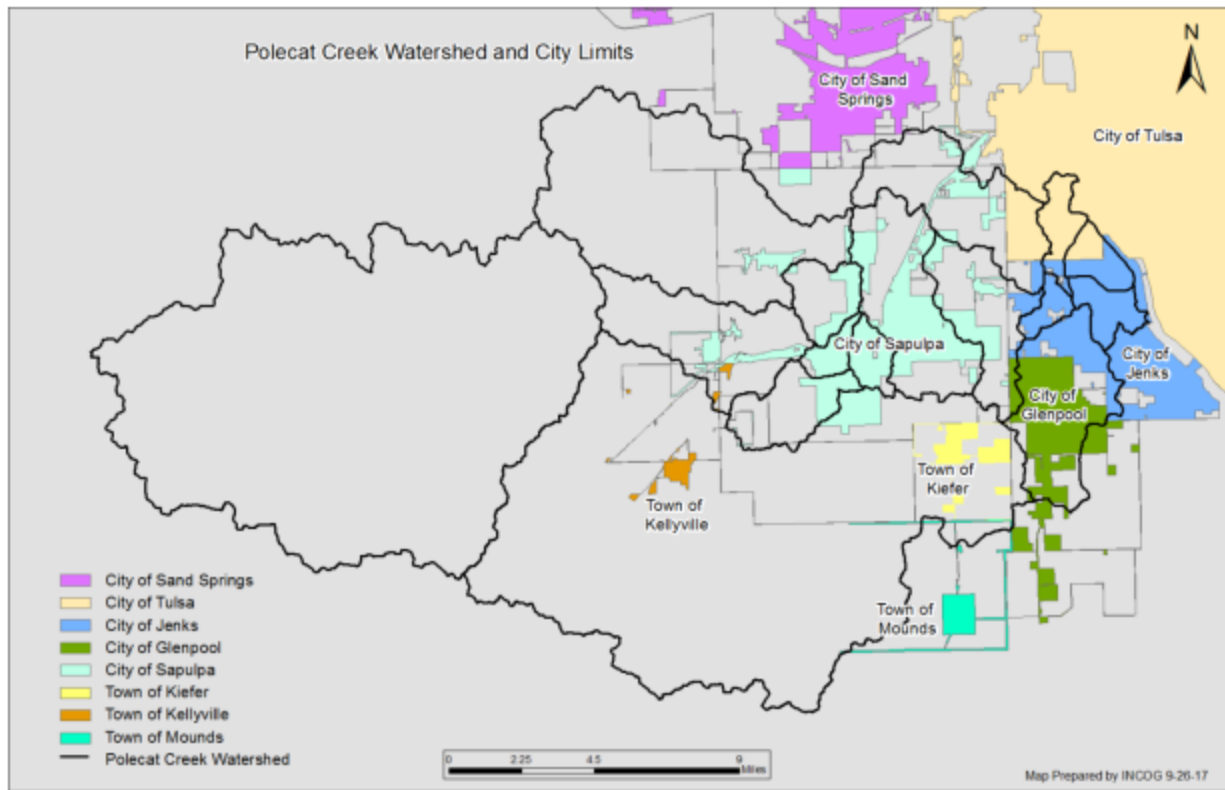 Polecat Creek Watershed and City Limits
N
City of Sand
Springs
City of Tulsa
City of Sapulpa
City of
Jenks
City of
Glenpool
Town of
Kiefer
Town of
Kellyville
Town of
Mounds
City of Sand Springs
City of Tulsa
City of Jenks
City of Glenpool
City of Sapulpa
Town of Kiefer
Town of Kellyville
Town of Mounds
Polecat Creek Watershed
0 2.25 4.5 9
Miles
Map Prepared by INCOG 9-26-17